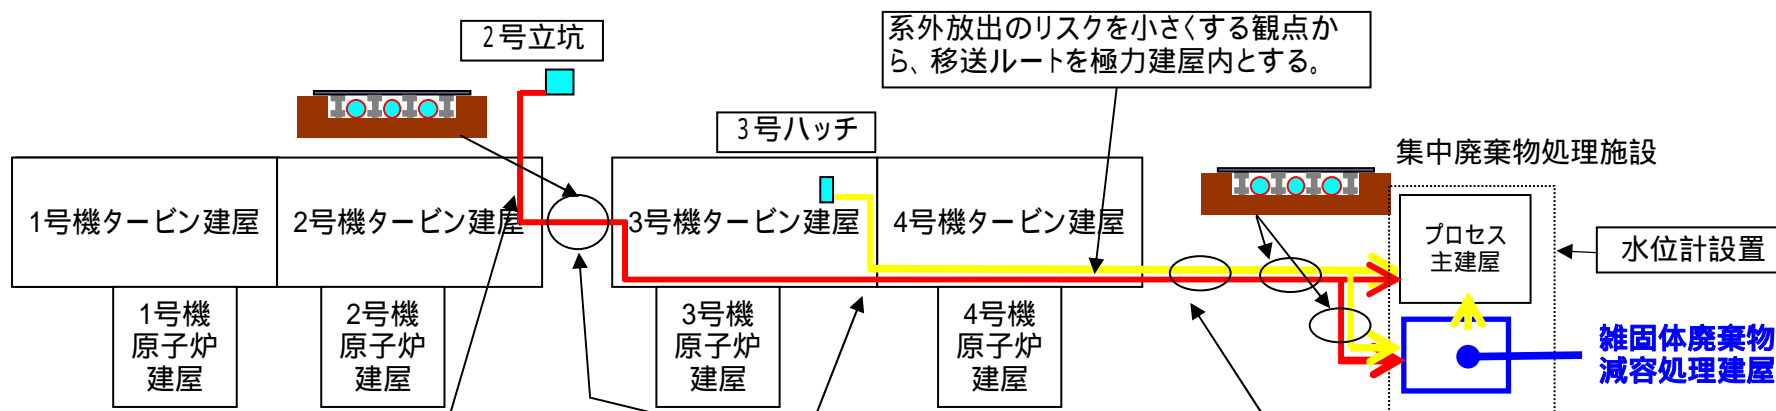 系外放出のリスクを小さくする観点か
ら、移送ルートを極力建屋内とする。
2号立坑
3号ハッチ
集中廃棄物処理施設
1号機タービン建屋
2号機タービン建屋
3号機タービン建屋
4号機タービン建屋
プロセス
主建屋
水位計設置
1号機
原子炉
建屋
2号機
原子炉
建屋
3号機
原子炉
建屋
4号機
原子炉
建屋
雑固体廃棄物
減容処理建屋